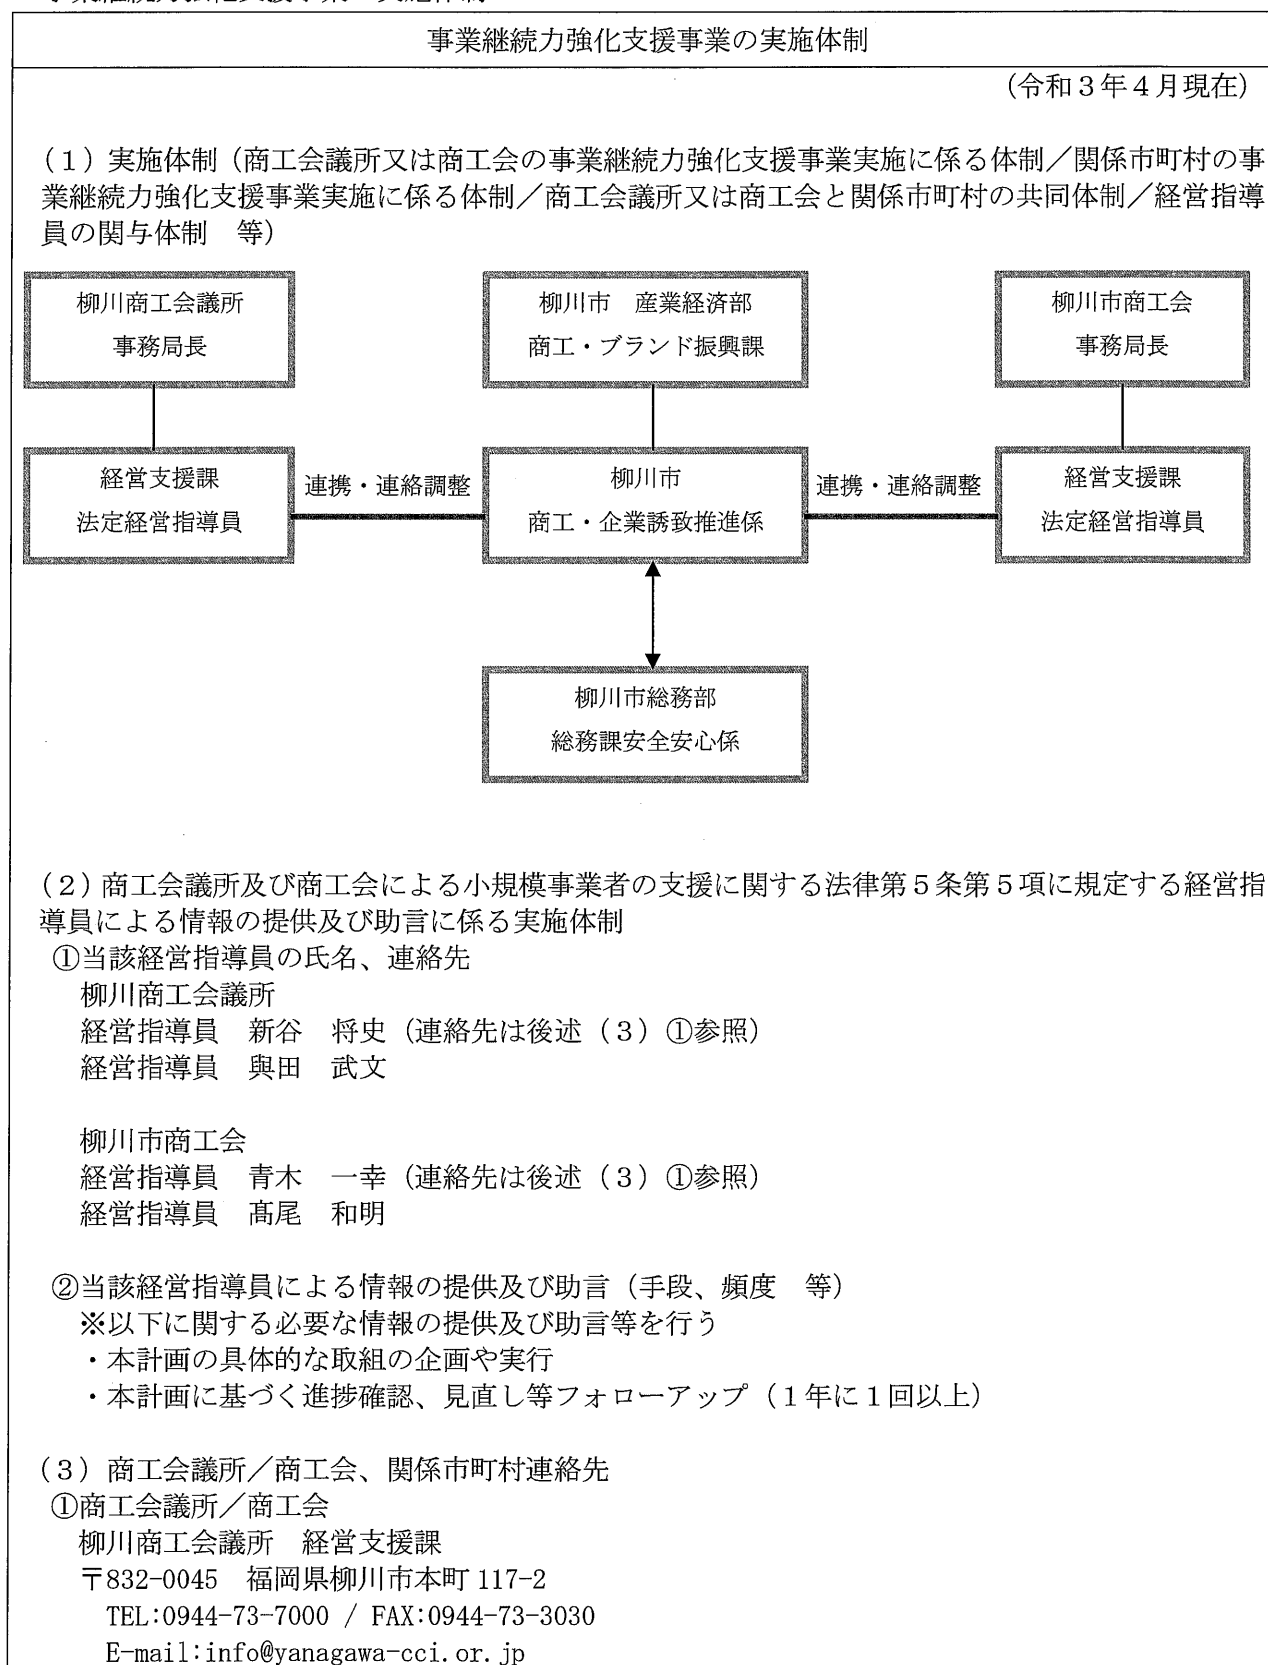 事業継続力強化支援事業の実施体制
(令和3年4月現在)
(1)実施体制(商工会議所又は商工会の事業継続力強化支援事業実施に係る体制/関係市町村の事
業継続力強化支援事業実施に係る体制/商工会議所又は商工会と関係市町村の共同体制/経営指導
員の関与体制 等)
柳川商工会議所
事務局長
柳川市 産業経済部
商工・ブランド振興課
柳川市商工会
事務局長
経営支援課
法定経営指導員
連携・連絡調整
柳川市
商工・企業誘致推進係
連携・連絡調整
経営支援課
法定経営指導員
柳川市総務部
総務課安全安心係
(2)商工会議所及び商工会による小規模事業者の支援に関する法律第5条第5項に規定する経営指
導員による情報の提供及び助言に係る実施体制
①当該経営指導員の氏名、連絡先
柳川商工会議所
経営指導員 新谷 将史(連絡先は後述(3)①参照)
経営指導員 與田 武文
柳川市商工会
経営指導員 青木 一幸(連絡先は後述(3)①参照)
経営指導員 髙尾 和明
②当該経営指導員による情報の提供及び助言(手段、頻度 等)
※以下に関する必要な情報の提供及び助言等を行う
・本計画の具体的な取組の企画や実行
・本計画に基づく進捗確認、見直し等フォローアップ(1年に1回以上)
(3)商工会議所/商工会、関係市町村連絡先
①商工会議所/商工会
柳川商工会議所 経営支援課
〒832-0045 福岡県柳川市本町 117-2
TEL:0944-73-7000 / FAX:0944-73-3030
E-mail:info@yanagawa-cci.or.jp